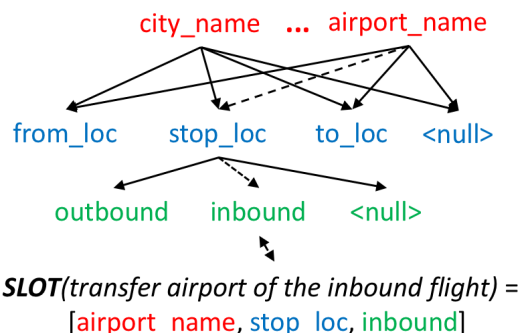 city_name ... airport_name
from_loc stop_loc to_loc <null>
outbound inbound <null>
SLOT(transfer airport of the inbound flight) =
[airport_name, stop_loc, inbound]